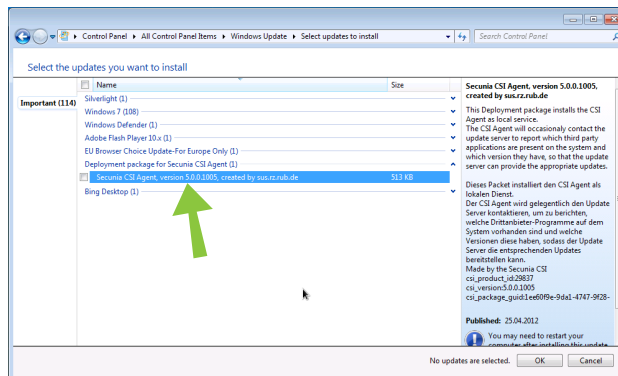 Control Panel ▸ All Control Panel Items ▸ Windows Update ▸ Select updates to install
Search Control Panel
Select the updates you want to install
Name
Size
Important (114)
Silverlight (1)
Windows 7 (108)
Windows Defender (1)
Adobe Flash Player 10.x (1)
EU Browser Choice Update-For Europe Only (1)
Deployment package for Secunia CSI Agent (1)
Secunia CSI Agent, version 5.0.0.1005, created by sus.rz.rub.de
513 KB
Bing Desktop (1)
Secunia CSI Agent, version 5.0.0.1005,
created by sus.rz.rub.de
This Deployment package installs the CSI
Agent as local service.
The CSI Agent will occasionaly contact the
update server to report which third party
applications are present on the system and
which version they have, so that the update
server can provide the appropriate updates.
Dieses Packet installiert den CSI Agent als
lokalen Dienst.
Der CSI Agent wird gelegentlich den Update
Server kontaktieren, um zu berichten,
welche Drittanbieter-Programme auf dem
System vorhanden sind und welche
Versionen diese haben, sodass der Update
Server die entsprechenden Updates
bereitstellen kann.
Made by the Secunia CSI
csi_product_id:29837
csi_version:5.0.0.1005
csi_package_guid:1ee60f9e-9da1-4747-9f28-
Published: 25.04.2012
You may need to restart your
computer after installing this update
No updates are selected.
OK
Cancel